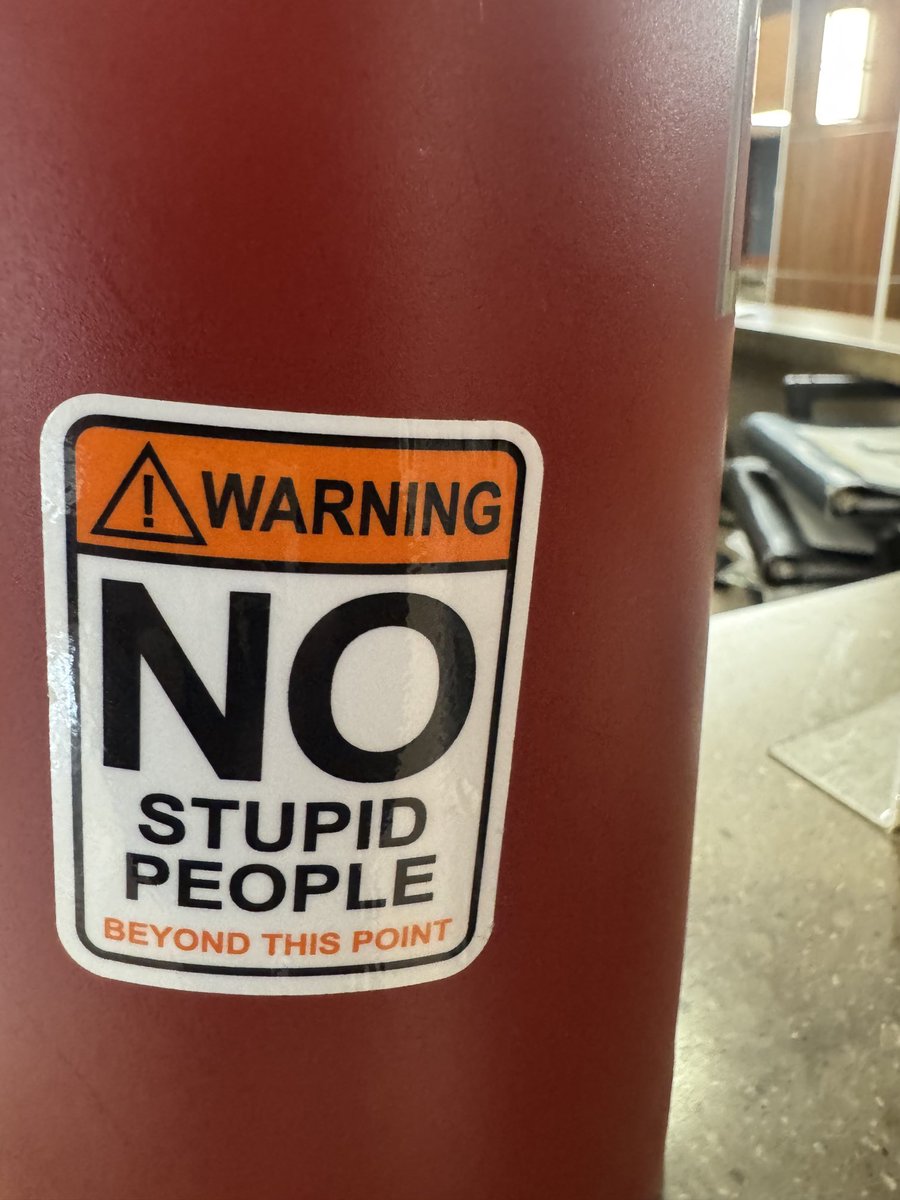 WARNING
NO
STUPID
PEOPLE
BEYOND THIS POINT